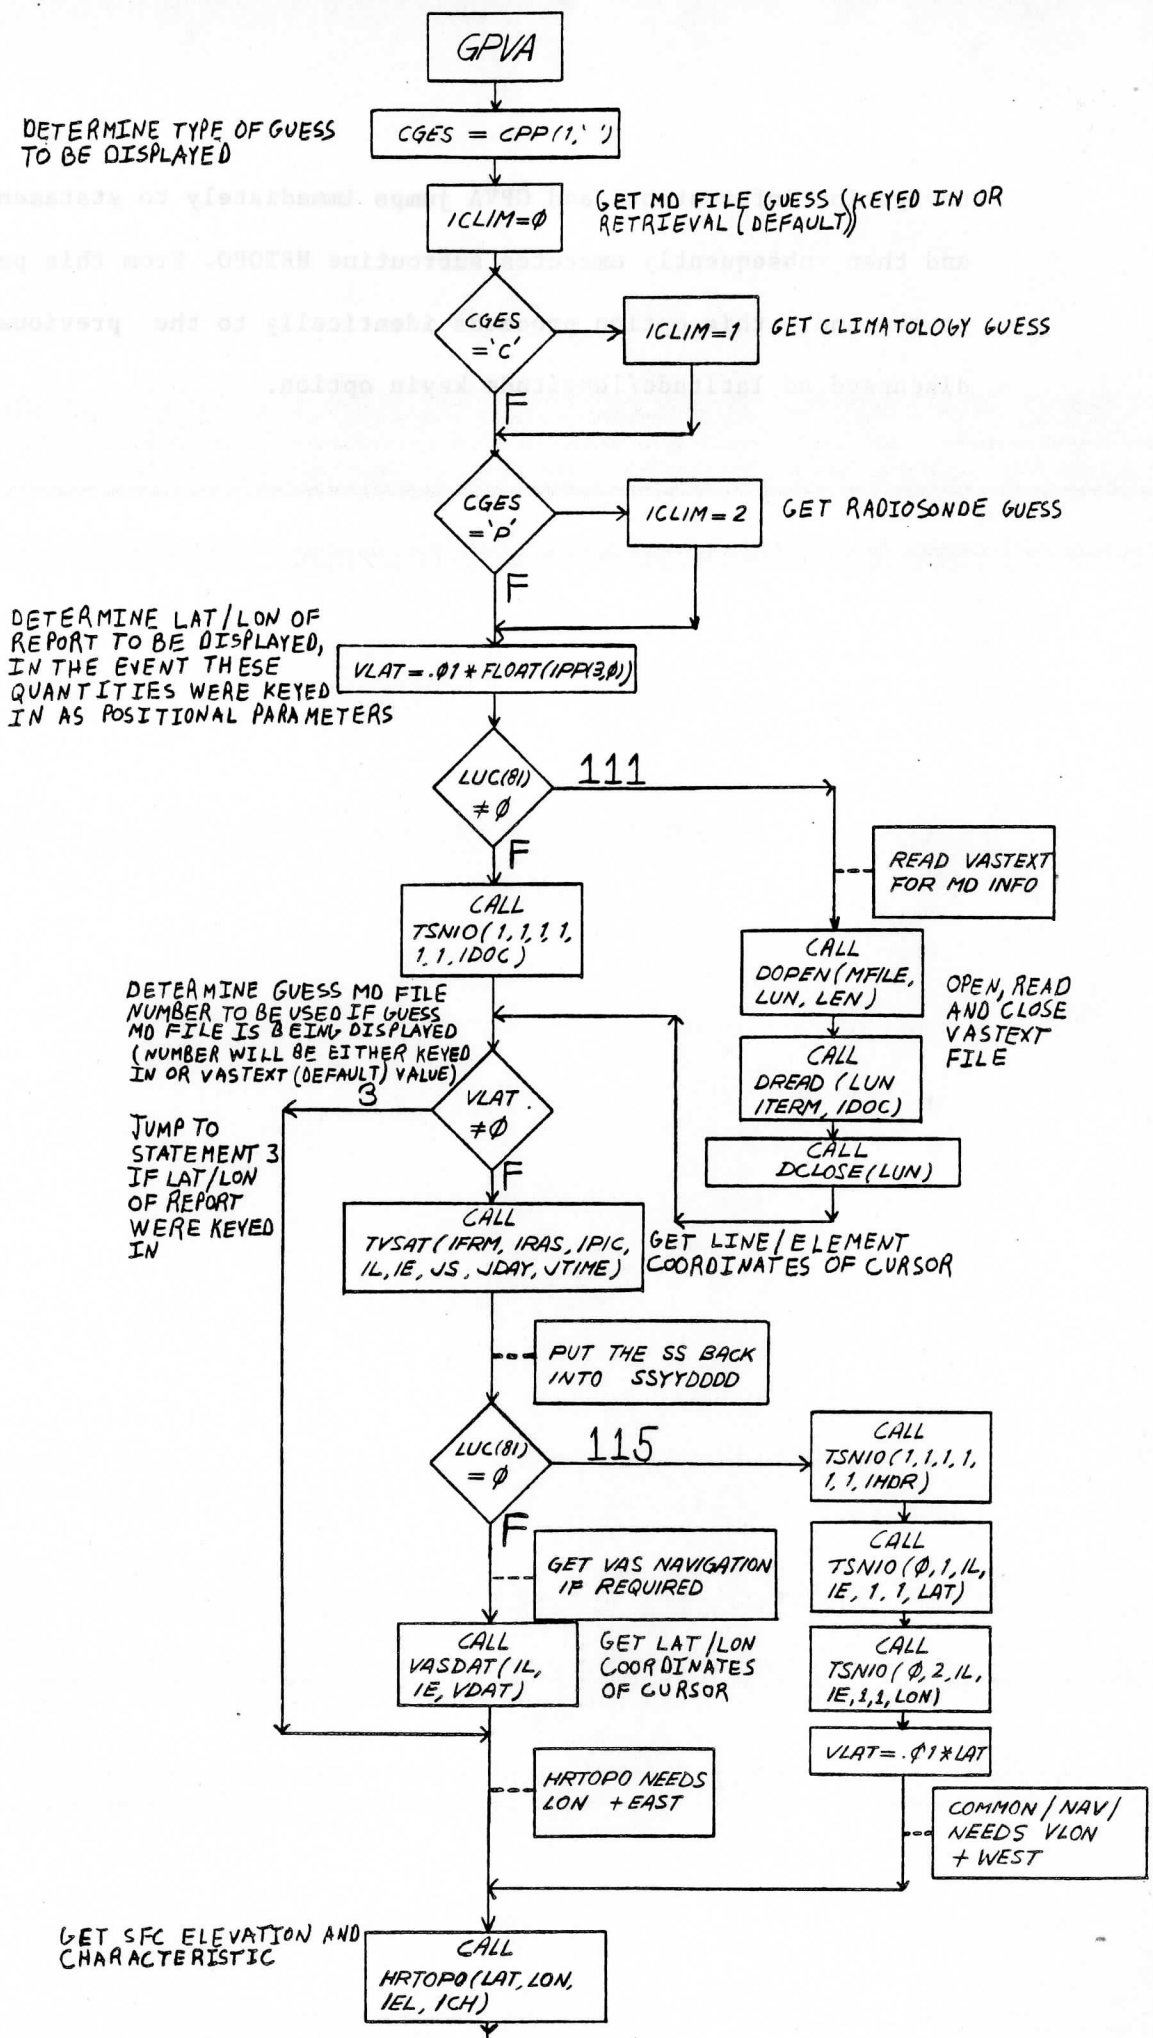 GPVA
DETERMINE TYPE OF GUESS
TO BE DISPLAYED
CGES = CPP(1,' ')
ICLIM=φ
GET MD FILE GUESS (KEYED IN OR
RETRIEVAL (DEFAULT))
CGES
='C'
ICLIM=1
GET CLIMATOLOGY GUESS
F
CGES
='P'
ICLIM=2
GET RADIOSONDE GUESS
F
DETERMINE LAT/LON OF
REPORT TO BE DISPLAYED,
IN THE EVENT THESE
QUANTITIES WERE KEYED
IN AS POSITIONAL PARAMETERS
VLAT=.φ1*FLOAT(IPP(3,φ))
LUC(81)
≠φ
111
F
READ VASTEXT
FOR MD INFO
CALL
TSNIO(1,1,1,1,
1,1,IDOC)
CALL
DOPEN(MFILE,
LUN, LEN)
OPEN, READ
AND CLOSE
VASTEXT
FILE
DETERMINE GUESS MD FILE
NUMBER TO BE USED IF GUESS
MD FILE IS BEING DISPLAYED
(NUMBER WILL BE EITHER KEYED
IN OR VASTEXT (DEFAULT) VALUE)
CALL
DREAD (LUN
ITERM, IDOC)
3
VLAT
≠φ
JUMP TO
STATEMENT 3
IF LAT/LON
OF REPORT
WERE KEYED
IN
CALL
DCLOSE(LUN)
F
CALL
TVSAT(IFRM, IRAS, IPIC,
IL, IE, JS, JDAY, JTIME)
GET LINE/ELEMENT
COORDINATES OF CURSOR
PUT THE SS BACK
INTO SSYYDDDD
LUC(81)
=φ
115
CALL
TSNIO(1,1,1,1,
1,1,IHDR)
F
GET VAS NAVIGATION
IF REQUIRED
CALL
TSNIO(φ,1,IL,
IE,1,1,LAT)
CALL
VASDAT(IL,
IE, VDAT)
GET LAT/LON
COORDINATES
OF CURSOR
CALL
TSNIO(φ,2,IL,
IE,1,1,LON)
VLAT=.φ1*LAT
HRTOPO NEEDS
LON +EAST
COMMON/NAV/
NEEDS VLON
+WEST
GET SFC ELEVATION AND
CHARACTERISTIC
CALL
HRTOPO(LAT, LON,
IEL, ICH)